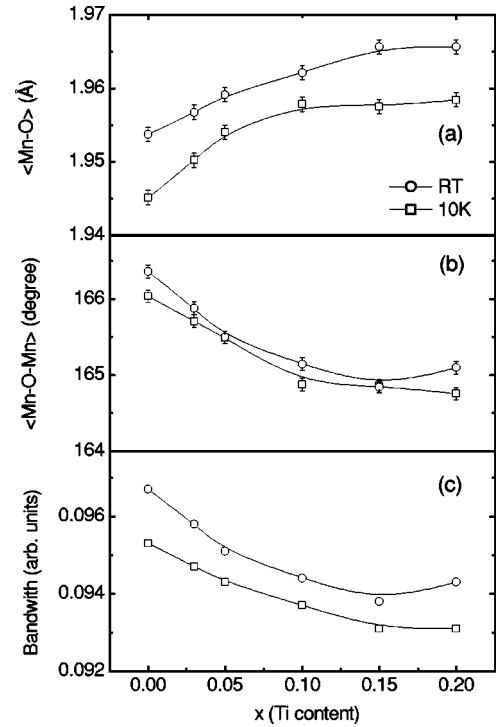 1.97
1.96
1.95
1.94
<Mn-O> (Å)
(a)
RT
10K
166
165
164
<Mn-O-Mn> (degree)
(b)
0.096
0.094
0.092
Bandwith (arb. units)
(c)
0.00 0.05 0.10 0.15 0.20
x (Ti content)